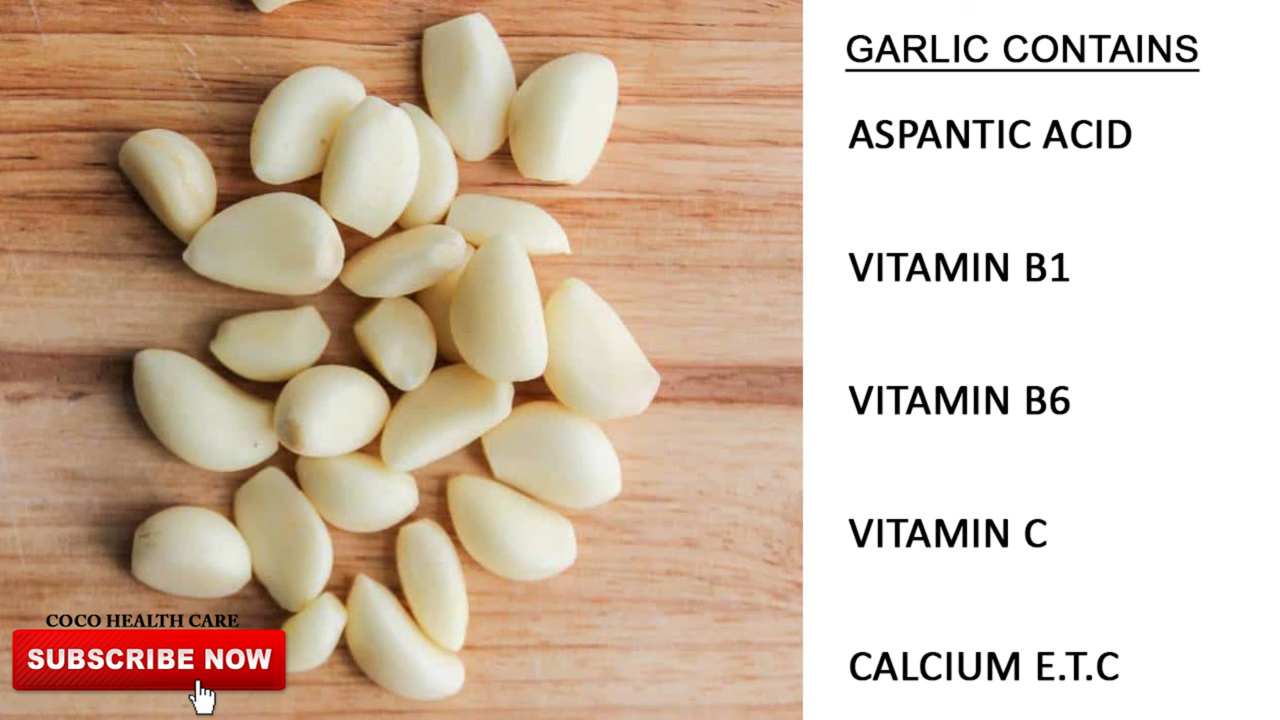 GARLIC CONTAINS
ASPANTIC ACID
VITAMIN B1
VITAMIN B6
VITAMIN C
CALCIUM E.T.C
COCO HEALTH CARE
SUBSCRIBE NOW